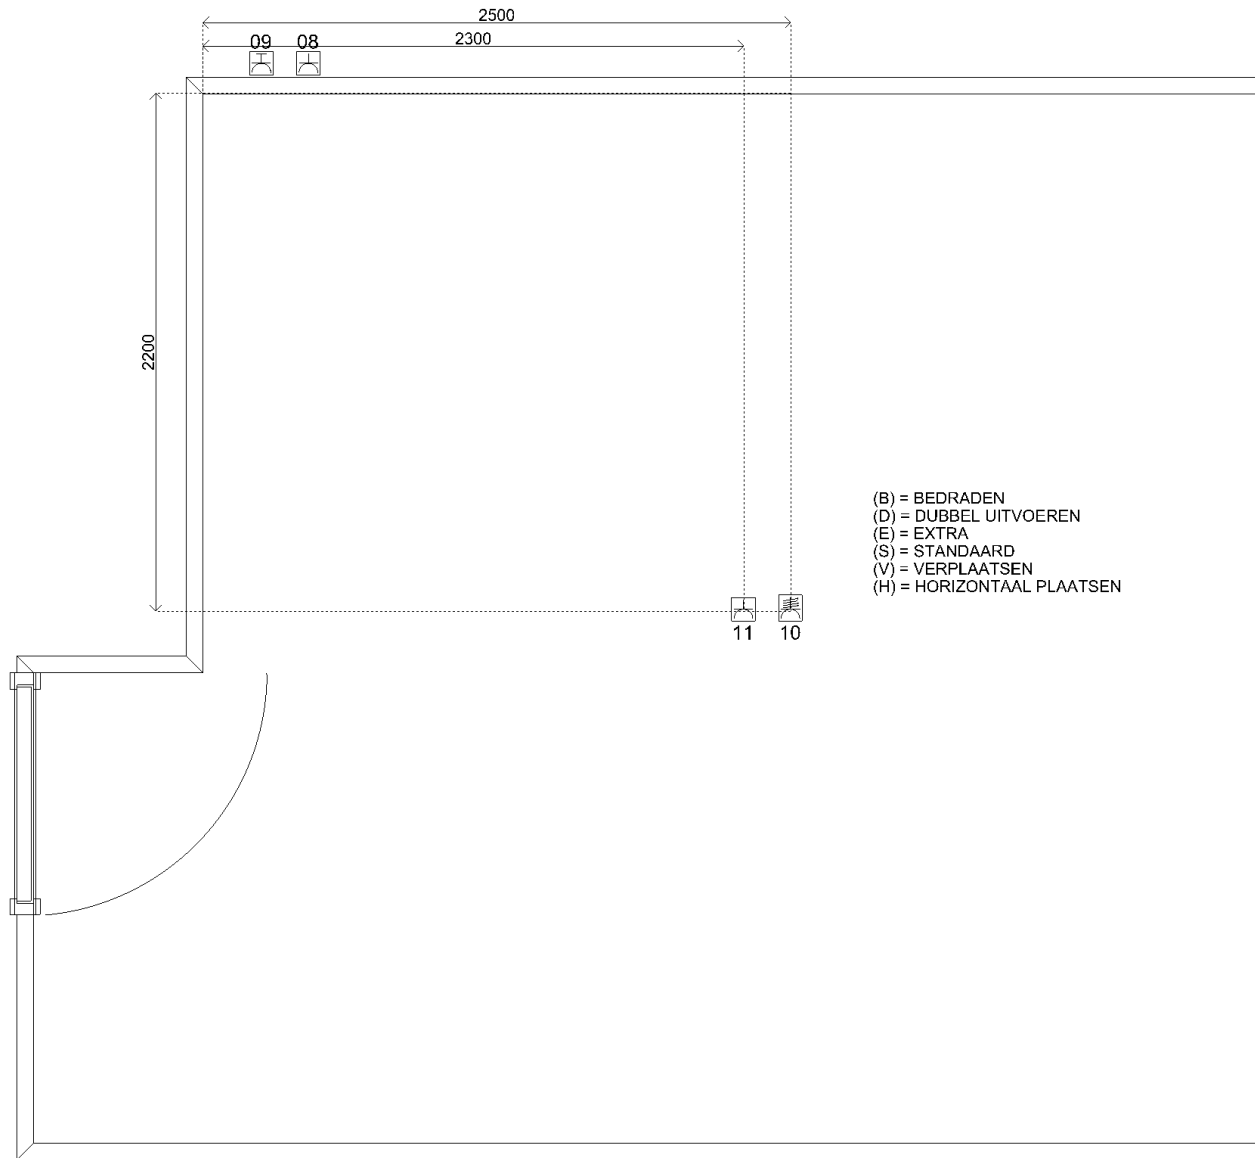 2500
2300
09 08
2200
(B) = BEDRADEN
(D) = DUBBEL UITVOEREN
(E) = EXTRA
(S) = STANDAARD
(V) = VERPLAATSEN
(H) = HORIZONTAAL PLAATSEN
11 10